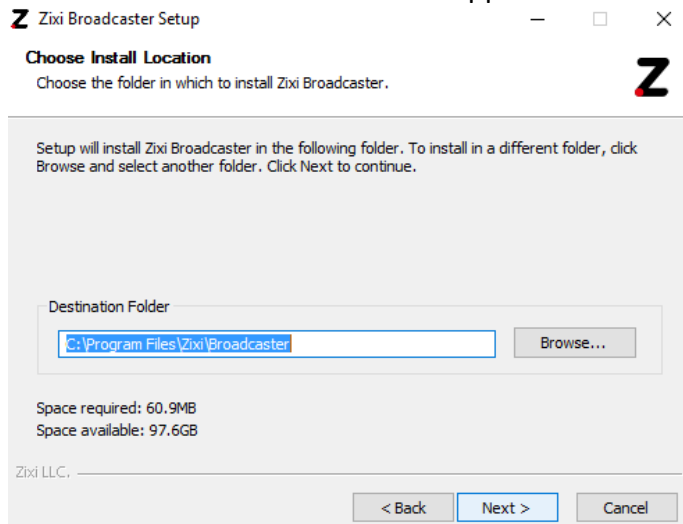 Zixi Broadcaster Setup
Choose Install Location
Choose the folder in which to install Zixi Broadcaster.
Z
Setup will install Zixi Broadcaster in the following folder. To install in a different folder, click
Browse and select another folder. Click Next to continue.
Destination Folder
C:\Program Files\Zixi\Broadcaster
Browse...
Space required: 60.9MB
Space available: 97.6GB
Zixi LLC.
< Back Next > Cancel